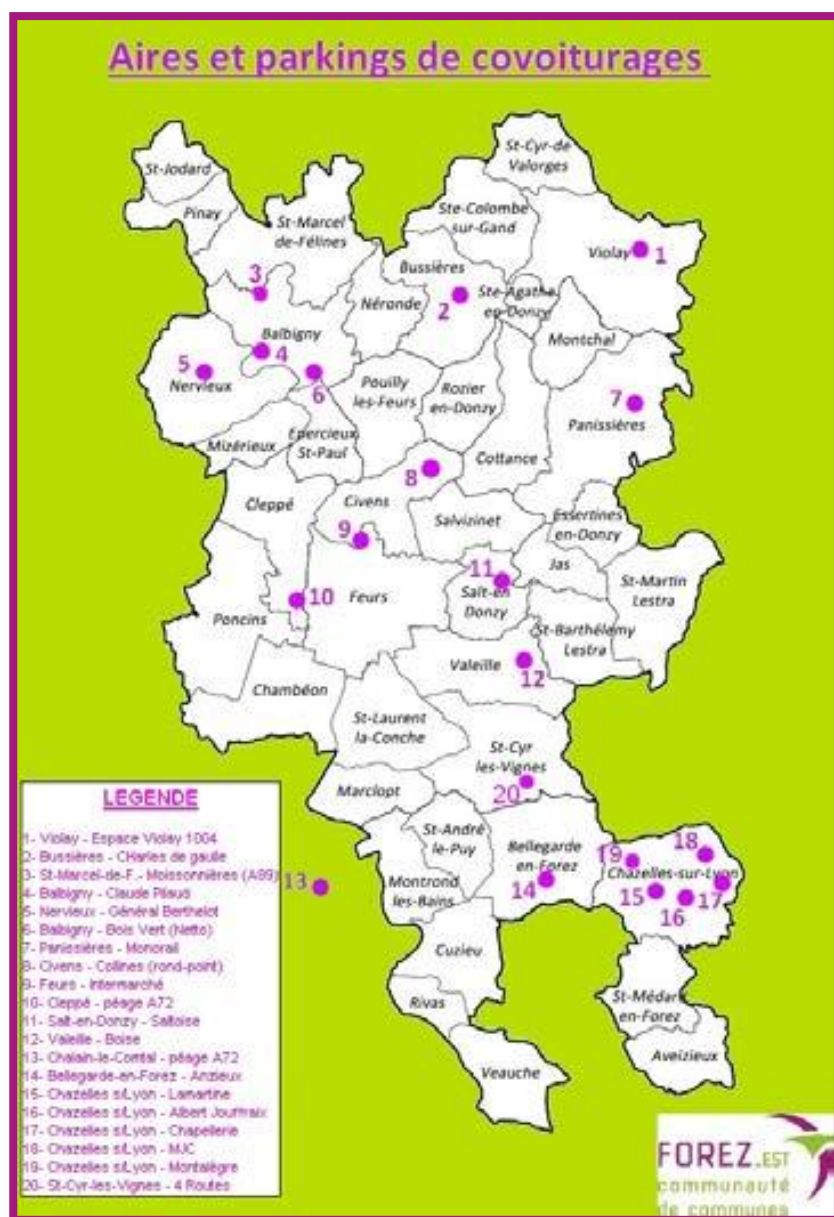 Aires et parkings de covoiturages
St-Cyr-de
Valorges
St-Jodard
Pinay
St-Marcel
de-Félines
Ste-Colombe
sur-Gand
Violay
1
Bussières
3
2
Ste-Agathe
en-Donzy
Néronde
Balbigny
Montchal
5
4
Nervieux
6
Pouilly
les-Feurs
Rozier
en-Donzy
7
Panissières
Mizérieux
Epercieux
St-Paul
Cottance
8
Cleppé
Civens
Salvizinet
Essertines
en-Donzy
9
Jas
11
St-Martin
Lestra
10
Feurs
Salt-en
Donzy
Poncins
St-Barthélemy
Lestra
Valeille
12
Chambéon
St-Laurent
la-Conche
St-Cyr
les-Vignes
Marclopt
20
St-André
le-Puy
Bellegarde
en-Forez
19
18
Chazelles-sur-Lyon
13
Montrond
les-Bains
14
15
16
17
Cuzieu
Rivas
St-Médard
en-Forez
Veauche
Aveizieux
LEGENDE
1- Violay - Espace Violay 1004
2- Bussières - CHarles de gaulle
3- St-Marcel-de-F. - Moissonnières (A89)
4- Balbigny - Claude Pilaud
5- Nervieux - Général Berthelot
6- Balbigny - Bois Vert (Netto)
7- Panissières - Monorail
8- Civens - Collines (rond-point)
9- Feurs - Intermarché
10- Cleppé - péage A72
11- Salt-en-Donzy - Saltoise
12- Valeille - Boise
13- Chalain-le-Comtal - péage A72
14- Bellegarde-en-Forez - Anzieux
15- Chazelles s/Lyon - Lamartine
16- Chazelles s/Lyon - Albert
17- Chazelles s/Lyon - Chapellerie
18- Chazelles s/Lyon - MJC
19- Chazelles s/Lyon - Montalègre
20- St-Cyr-les-Vignes - 4 Routes
FOREZ.EST
communauté
de communes